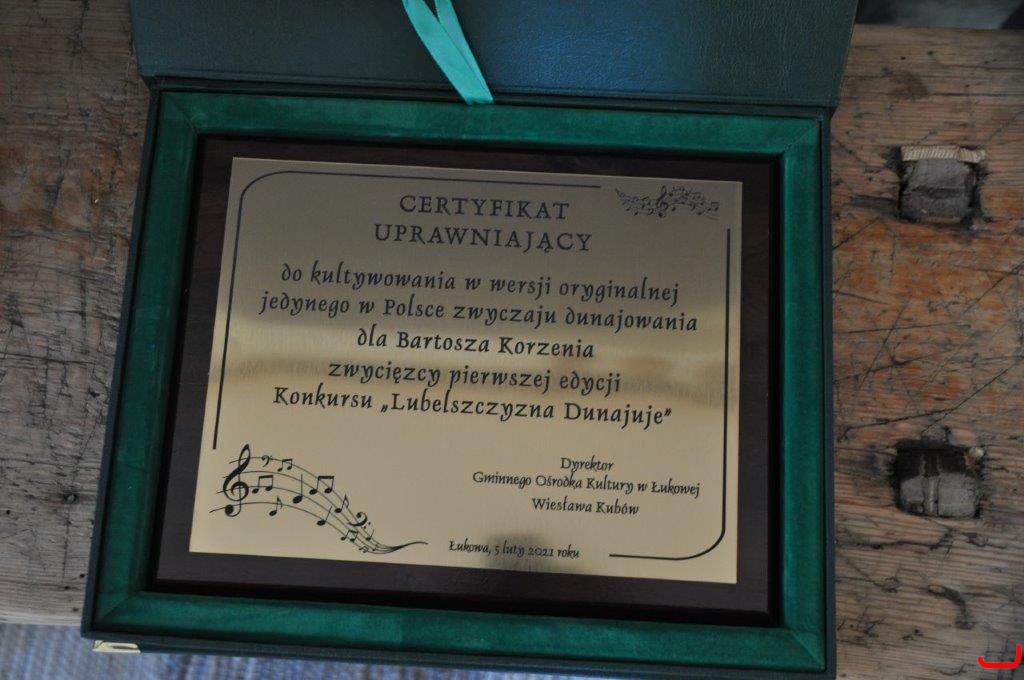 CERTYFIKAT
UPRAWNIAJĄCY
do kultywowania w wersji oryginalnej
jedynego w Polsce zwyczaju dunajowania
dla Bartosza Korzenia
zwycięzcy pierwszej edycji
Konkursu „Lubelszczyzna Dunajuje”
Dyrektor
Gminnego Ośrodka Kultury w Łukowej
Wiesława Kubów
Łukowa, 5 luty 2021 roku